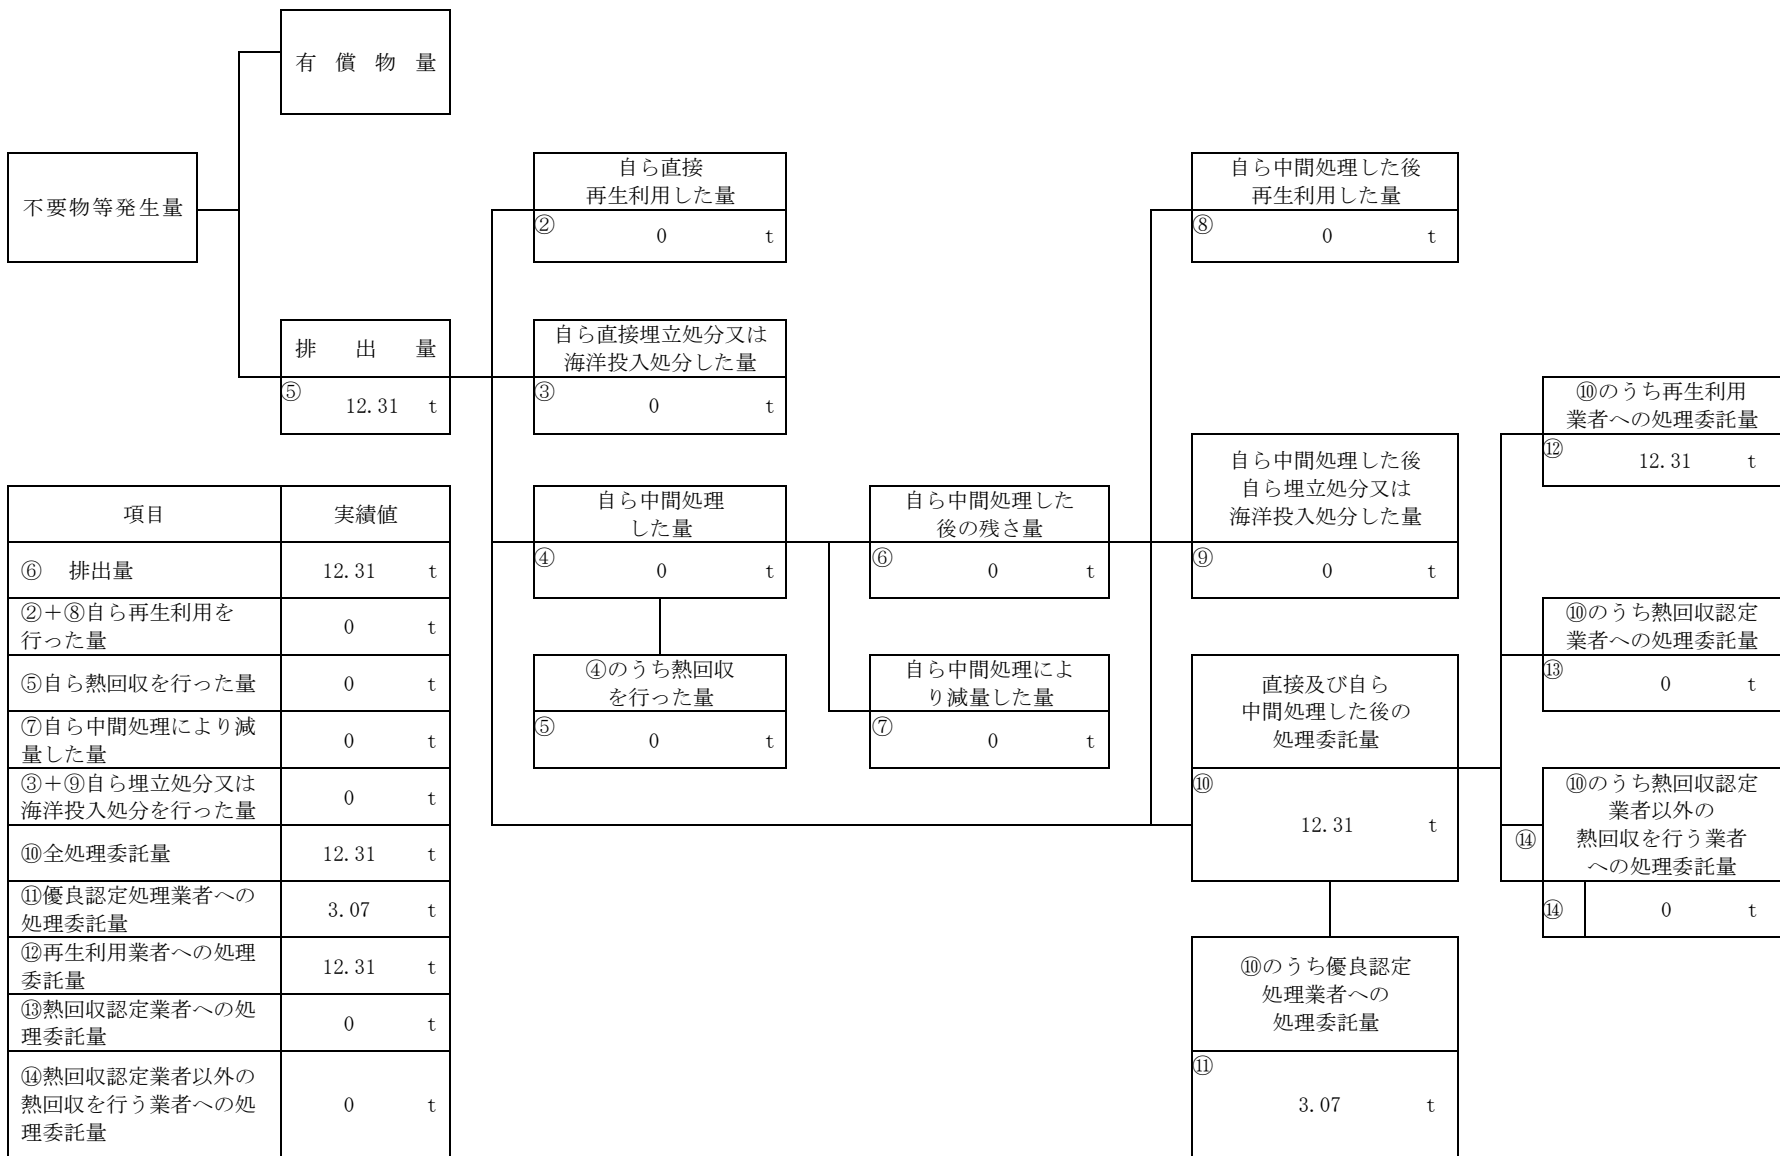 有償物量
不要物等発生量
自ら直接
再生利用した量
② 0 t
自ら中間処理した後
再生利用した量
⑧ 0 t
排出量
⑤ 12.31 t
自ら直接埋立処分又は
海洋投入処分した量
③ 0 t
⑩のうち再生利用
業者への処理委託量
⑫ 12.31 t
自ら中間処理
した量
④ 0 t
自ら中間処理した
後の残さ量
⑥ 0 t
自ら中間処理した後
自ら埋立処分又は
海洋投入処分した量
⑨ 0 t
⑩のうち熱回収認定
業者への処理委託量
⑬ 0 t
④のうち熱回収
を行った量
⑤ 0 t
自ら中間処理によ
り減量した量
⑦ 0 t
直接及び自ら
中間処理した後の
処理委託量
⑩
12.31 t
⑩のうち熱回収認定
業者以外の
熱回収を行う業者
への処理委託量
⑭
⑭ 0 t
⑩のうち優良認定
処理業者への
処理委託量
⑪
3.07 t
項目 実績値
⑥ 排出量 12.31 t
②+⑧自ら再生利用を
行った量 0 t
⑤自ら熱回収を行った量 0 t
⑦自ら中間処理により減
量した量 0 t
③+⑨自ら埋立処分又は
海洋投入処分を行った量 0 t
⑩全処理委託量 12.31 t
⑪優良認定処理業者への
処理委託量 3.07 t
⑫再生利用業者への処理
委託量 12.31 t
⑬熱回収認定業者への処
理委託量 0 t
⑭熱回収認定業者以外の
熱回収を行う業者への処
理委託量 0 t